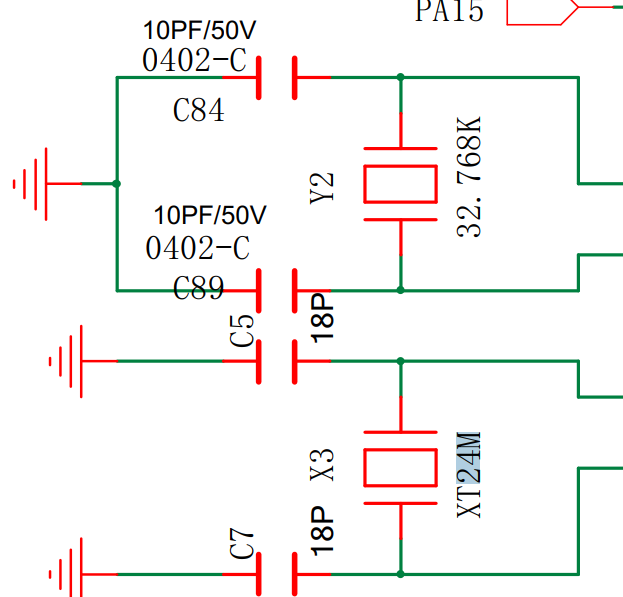 PA15
10PF/50V
0402-C
C84
Y2
32.768K
10PF/50V
0402-C
C89
C5
18P
X3
XT24M
C7
18P